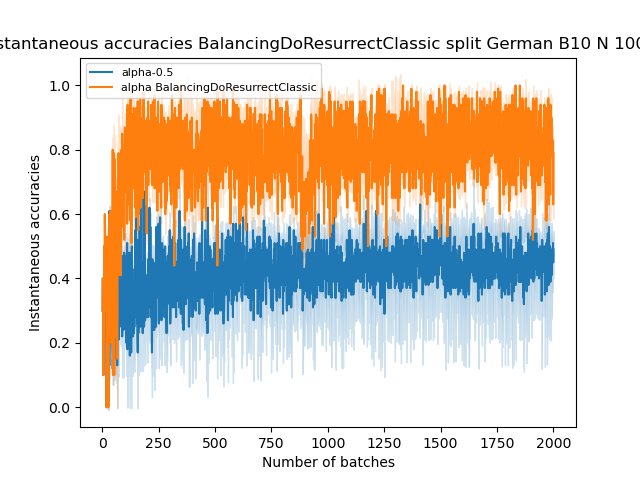 stantaneous accuracies BalancingDoResurrectClassic split German B10 N 100
alpha-0.5
alpha BalancingDoResurrectClassic
Instantaneous accuracies
1.0
0.8
0.6
0.4
0.2
0.0
0 250 500 750 1000 1250 1500 1750 2000
Number of batches